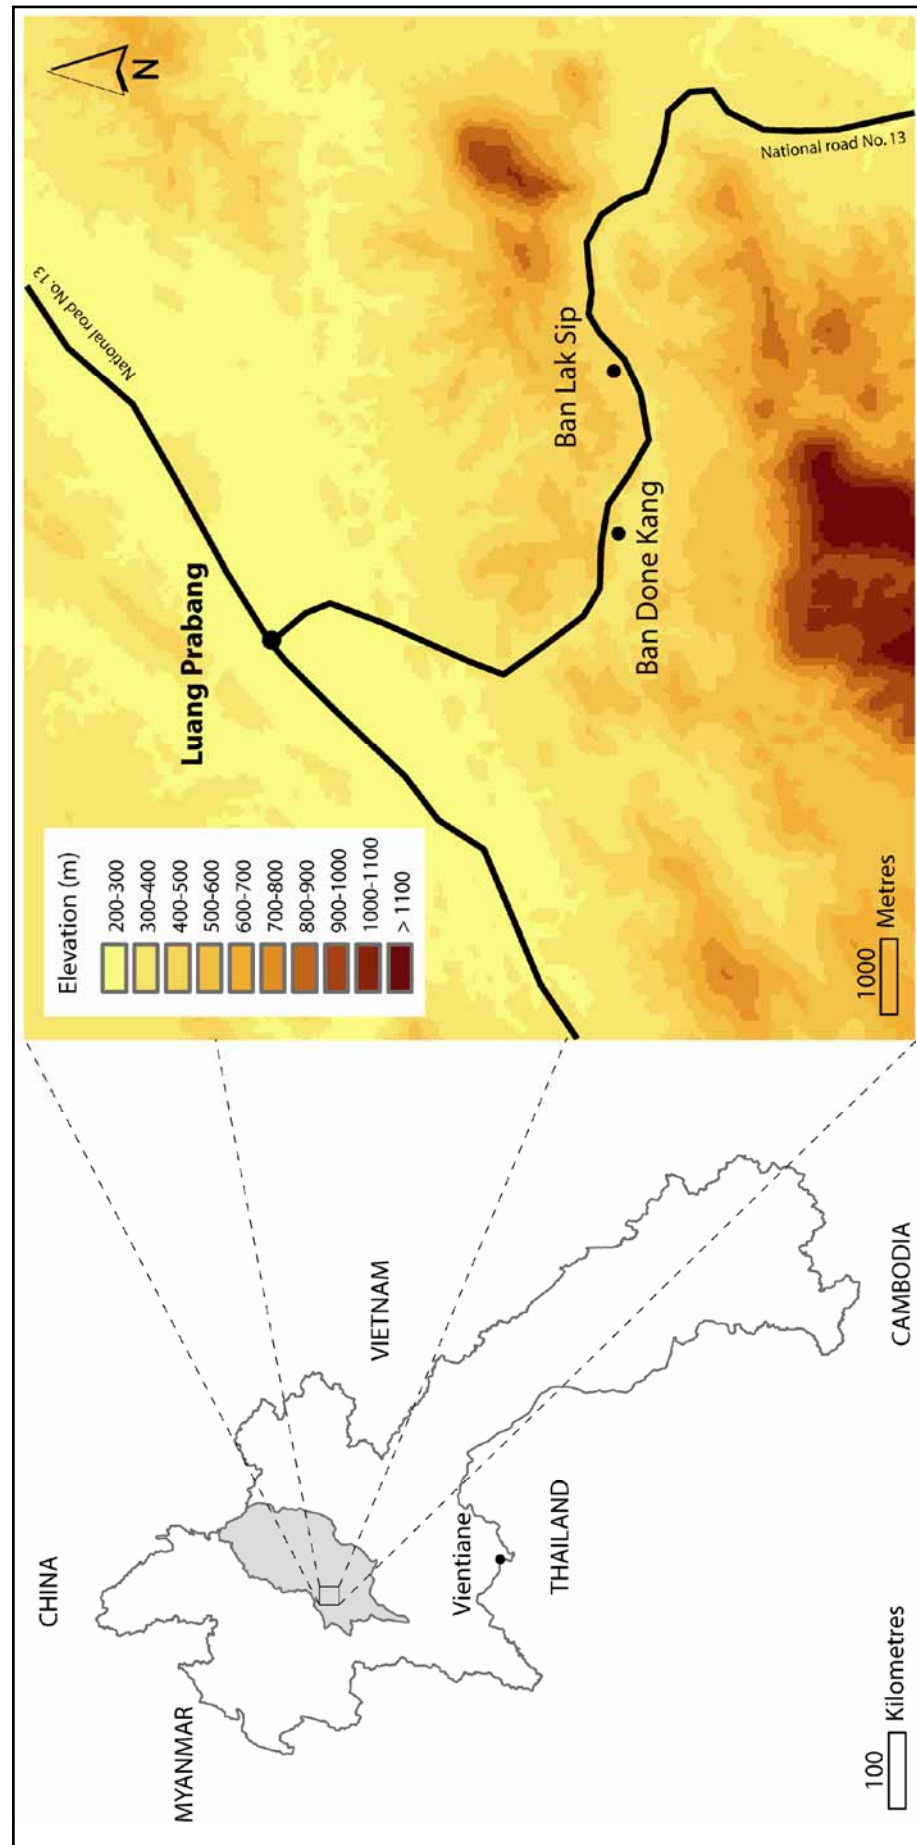 CHINA
MYANMAR
VIETNAM
Vientiane
THAILAND
CAMBODIA
100
Kilometres
Elevation (m)
200-300
300-400
400-500
500-600
600-700
700-800
800-900
900-1000
1000-1100
> 1100
1000
Metres
N
National road No. 13
Luang Prabang
Ban Lak Sip
Ban Done Kang
National road No. 13